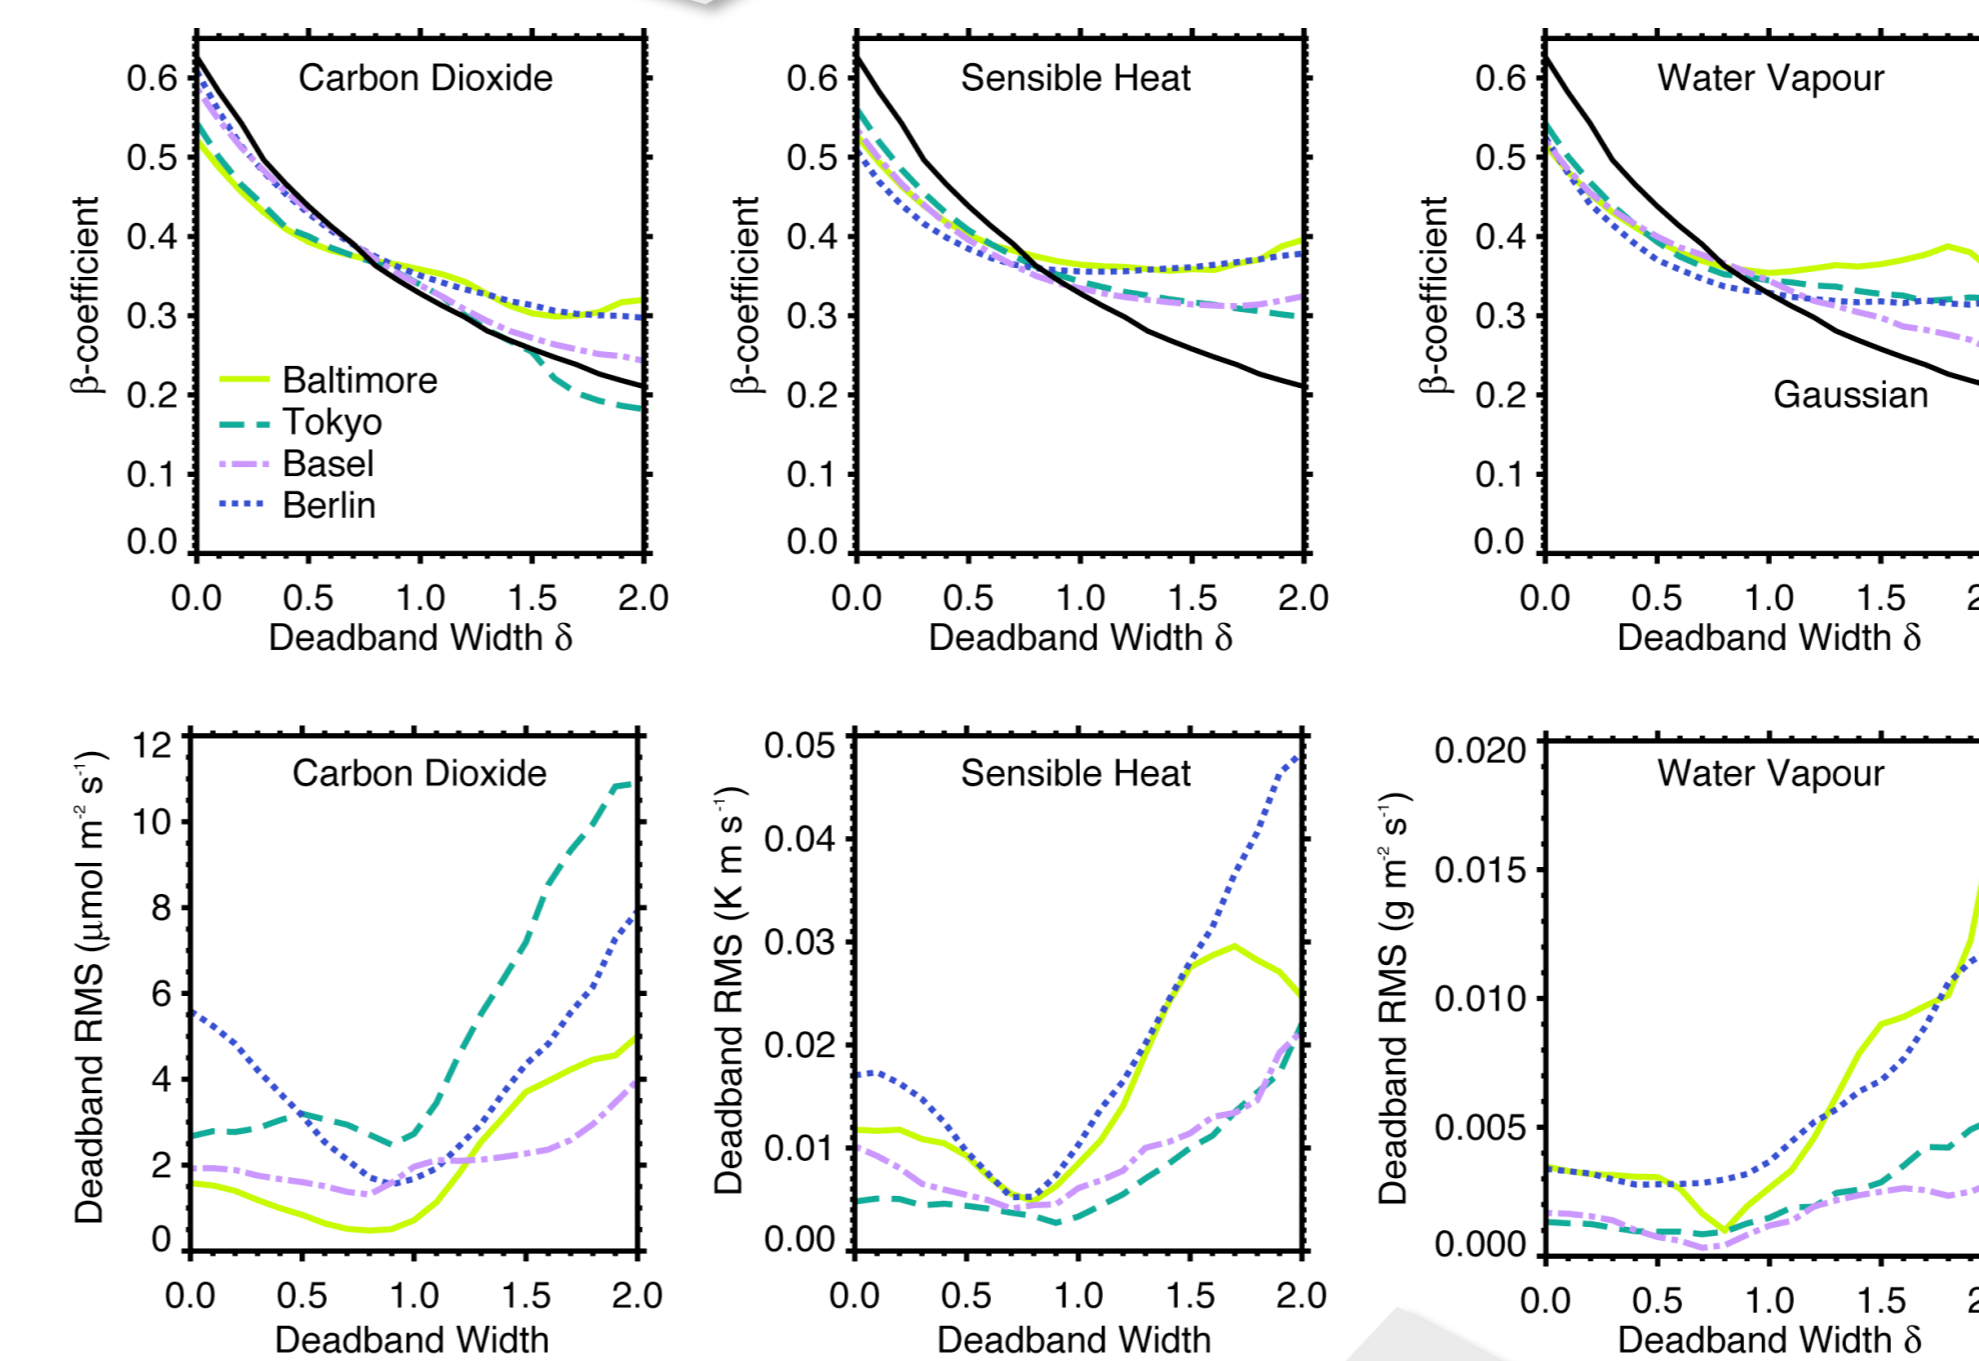 Carbon Dioxide
Sensible Heat
Water Vapour
0.6
0.5
0.4
0.3
0.2
0.1
0.0
β-coefficient
Baltimore
Tokyo
Basel
Berlin
0.0 0.5 1.0 1.5 2.0
Deadband Width δ
0.6
0.5
0.4
0.3
0.2
0.1
0.0
β-coefficient
0.0 0.5 1.0 1.5 2.0
Deadband Width δ
0.6
0.5
0.4
0.3
0.2
0.1
0.0
β-coefficient
Gaussian
0.0 0.5 1.0 1.5
Deadband Width δ
Carbon Dioxide
12
10
8
6
4
2
0
Deadband RMS (μmol m⁻² s⁻¹)
0.0 0.5 1.0 1.5 2.0
Deadband Width
Sensible Heat
0.05
0.04
0.03
0.02
0.01
0.00
Deadband RMS (K m s⁻¹)
0.0 0.5 1.0 1.5 2.0
Deadband Width
Water Vapour
0.020
0.015
0.010
0.005
0.000
Deadband RMS (g m⁻² s⁻¹)
0.0 0.5 1.0 1.5
Deadband Width δ